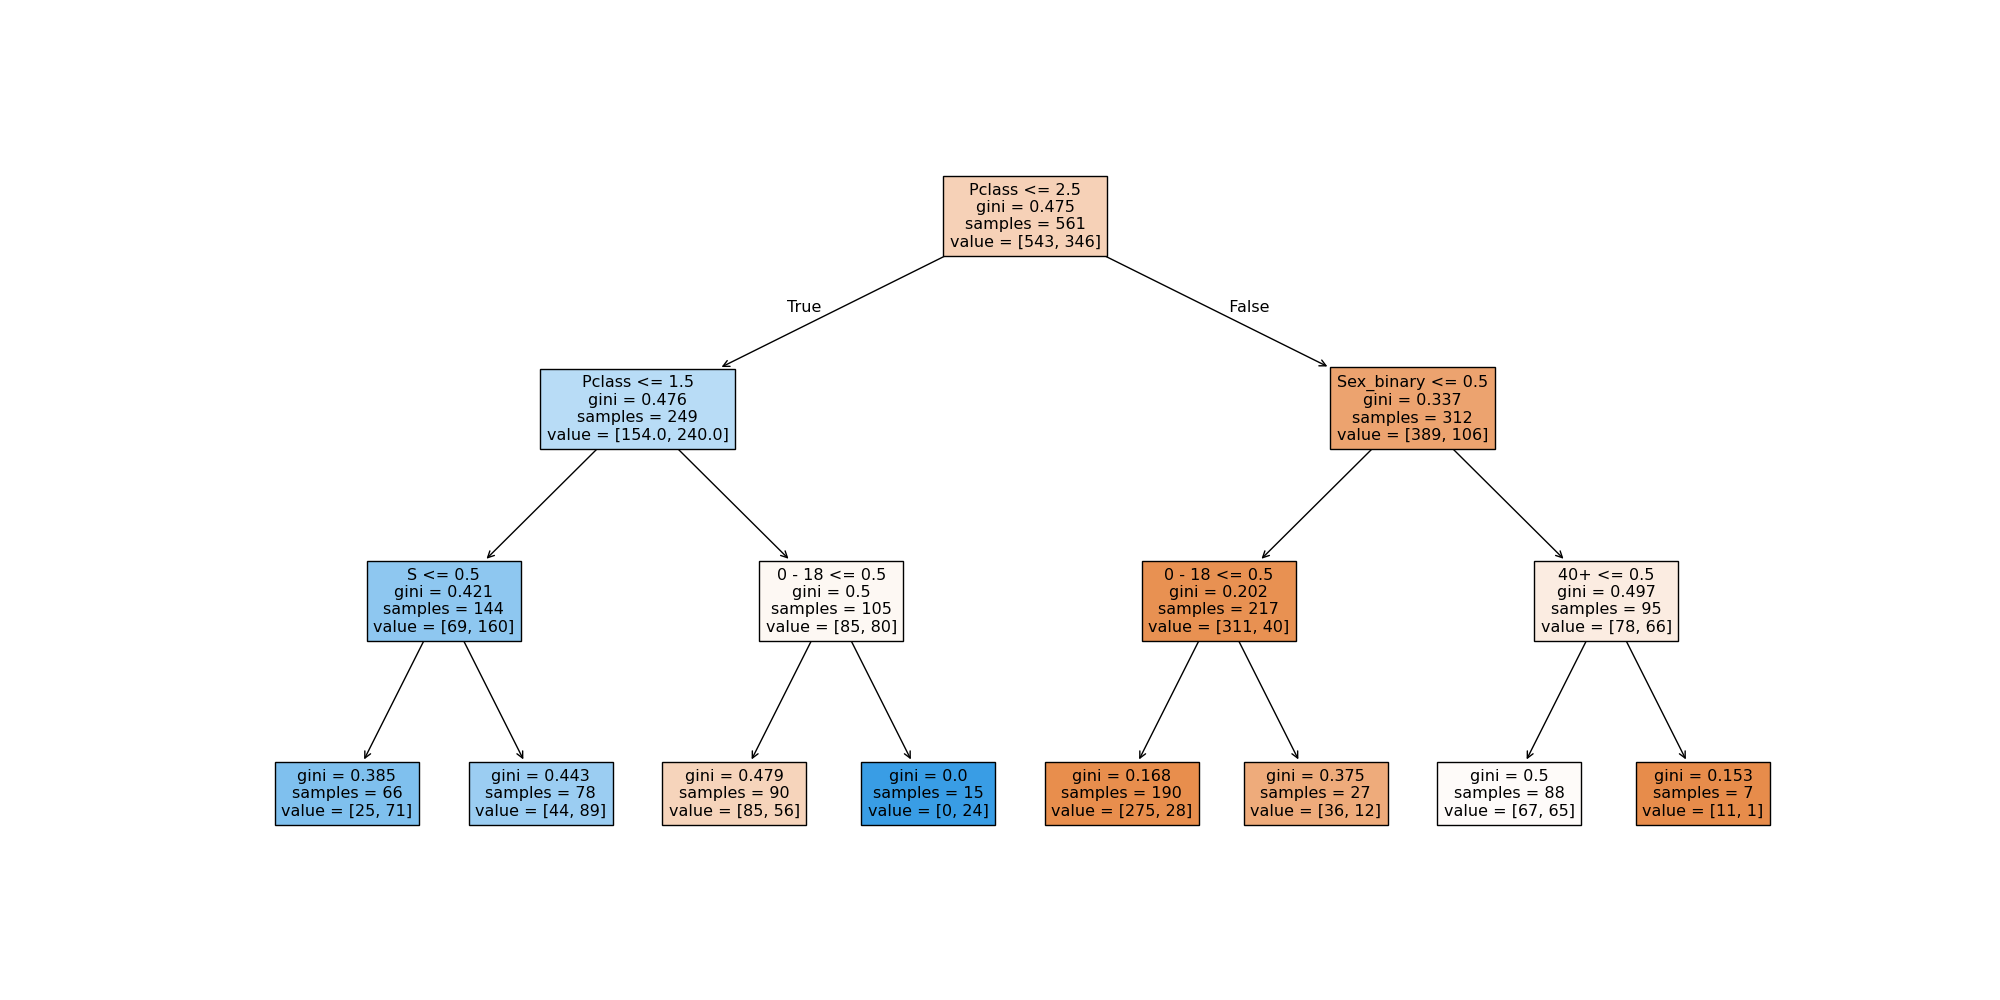 Pclass <= 2.5
gini = 0.475
samples = 561
value = [543, 346]
True
False
Pclass <= 1.5
gini = 0.476
samples = 249
value = [154.0, 240.0]
Sex_binary <= 0.5
gini = 0.337
samples = 312
value = [389, 106]
S <= 0.5
gini = 0.421
samples = 144
value = [69, 160]
0 - 18 <= 0.5
gini = 0.5
samples = 105
value = [85, 80]
0 - 18 <= 0.5
gini = 0.202
samples = 217
value = [311, 40]
40+ <= 0.5
gini = 0.497
samples = 95
value = [78, 66]
gini = 0.385
samples = 66
value = [25, 71]
gini = 0.443
samples = 78
value = [44, 89]
gini = 0.479
samples = 90
value = [85, 56]
gini = 0.0
samples = 15
value = [0, 24]
gini = 0.168
samples = 190
value = [275, 28]
gini = 0.375
samples = 27
value = [36, 12]
gini = 0.5
samples = 88
value = [67, 65]
gini = 0.153
samples = 7
value = [11, 1]